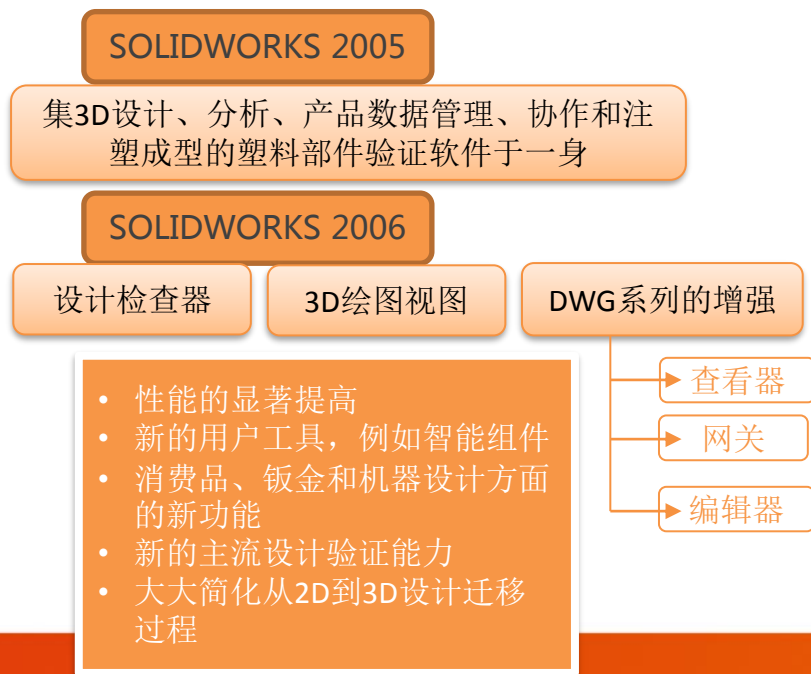 SOLIDWORKS 2005
集3D设计、分析、产品数据管理、协作和注
塑成型的塑料部件验证软件于一身
SOLIDWORKS 2006
设计检查器
3D绘图视图
DWG系列的增强
查看器
网关
编辑器
• 性能的显著提高
• 新的用户工具，例如智能组件
• 消费品、钣金和机器设计方面
的新功能
• 新的主流设计验证能力
• 大大简化从2D到3D设计迁移
过程